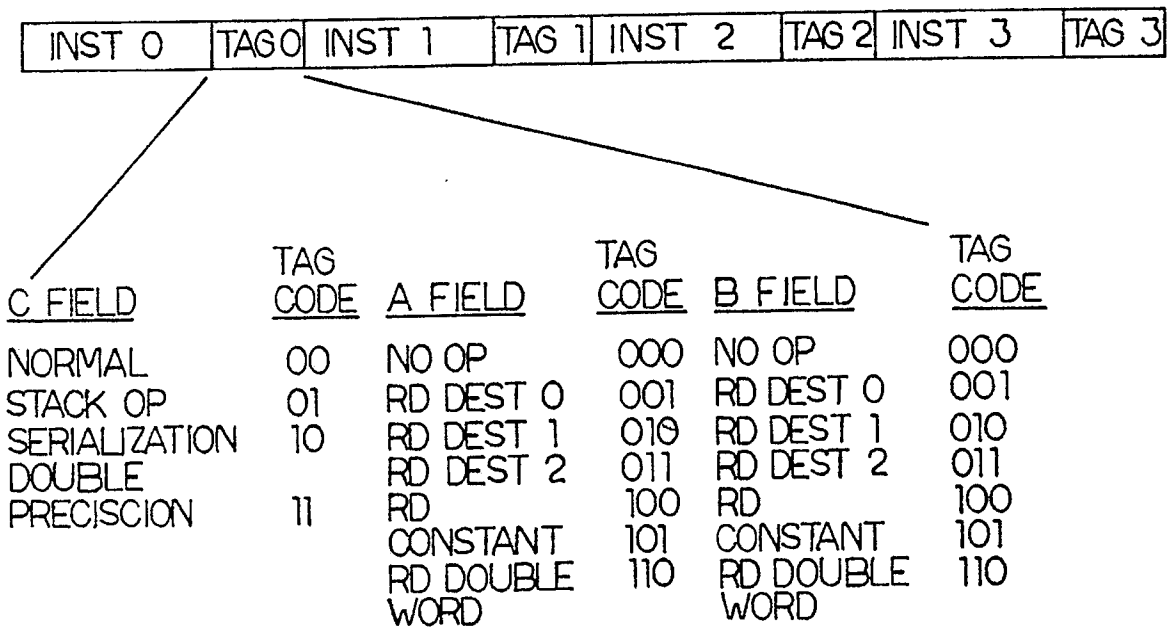 INST 0 TAG0 INST 1 TAG 1 INST 2 TAG 2 INST 3 TAG 3
TAG TAG TAG
C FIELD CODE A FIELD CODE B FIELD CODE
NORMAL 00 NO OP 000 NO OP 000
STACK OP 01 RD DEST 0 001 RD DEST 0 001
SERIALIZATION 10 RD DEST 1 010 RD DEST 1 010
DOUBLE RD DEST 2 011 RD DEST 2 011
PRECISCION 11 RD 100 RD 100
CONSTANT 101 CONSTANT 101
RD DOUBLE 110 RD DOUBLE 110
WORD WORD